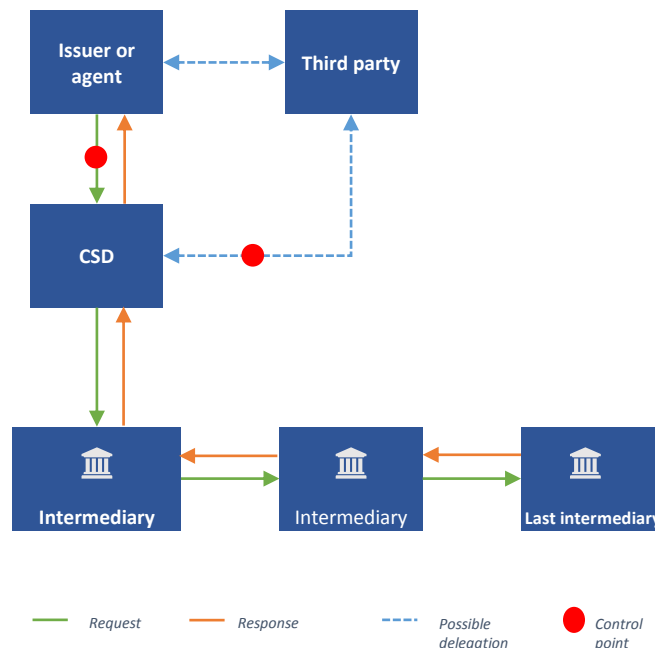 Issuer or
agent
Third party
CSD
Intermediary
Intermediary
Last intermediary
Request
Response
Possible
delegation
Control
point